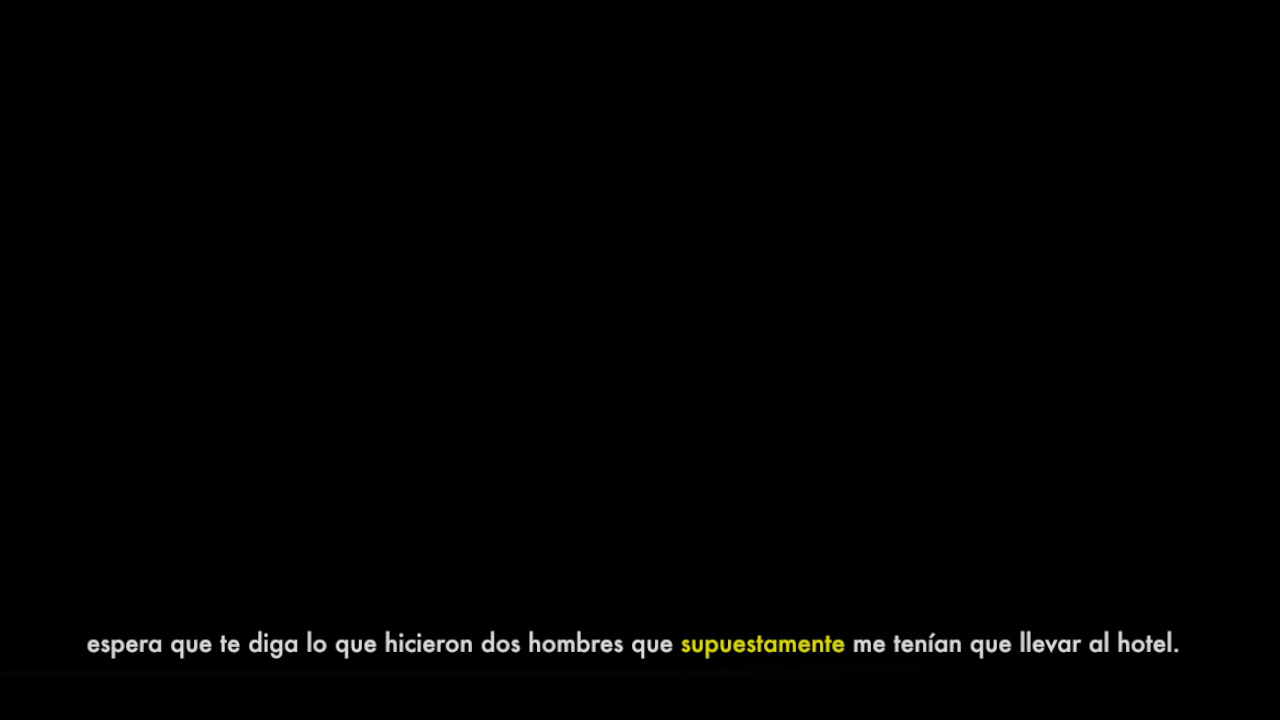 espera que te diga lo que hicieron dos hombres que supuestamente me tenían que llevar al hotel.